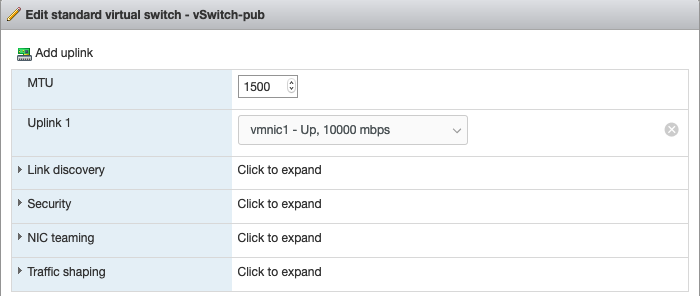 Edit standard virtual switch - vSwitch-pub
Add uplink
MTU 1500
Uplink 1 vmnic1 - Up, 10000 mbps
Link discovery Click to expand
Security Click to expand
NIC teaming Click to expand
Traffic shaping Click to expand